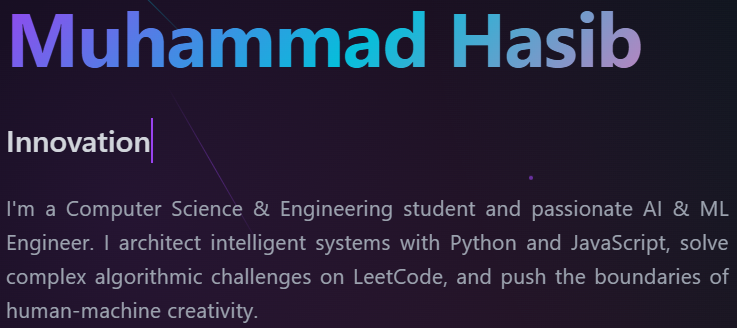 Muhammad Hasib
Innovation
I'm a Computer Science & Engineering student and passionate AI & ML
Engineer. I architect intelligent systems with Python and JavaScript, solve
complex algorithmic challenges on LeetCode, and push the boundaries of
human-machine creativity.